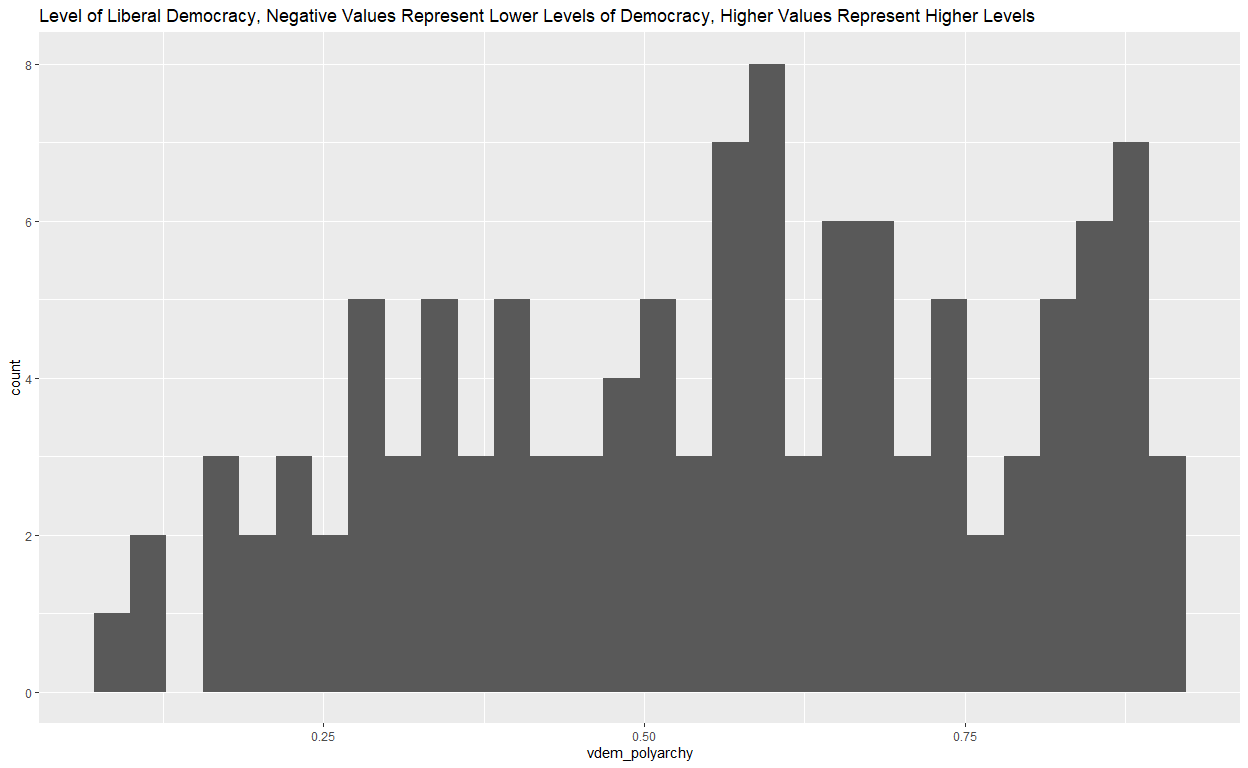 Level of Liberal Democracy, Negative Values Represent Lower Levels of Democracy, Higher Values Represent Higher Levels
8
6
4
2
0
count
0.25 0.50 0.75
vdem_polyarchy